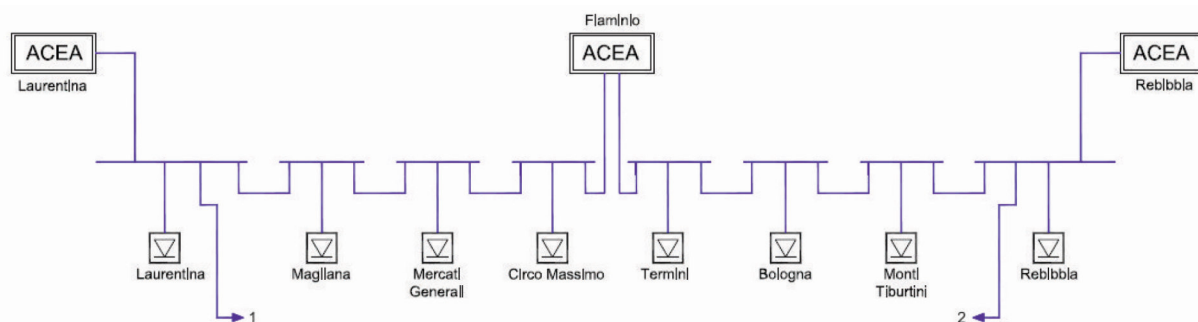 Flaminio
ACEA
ACEA
ACEA
Laurentina
Rebibbia
Laurentina
Magliana
Mercati
Generali
Circo Massimo
Termini
Bologna
Monti
Tiburtini
Rebibbia
1
2